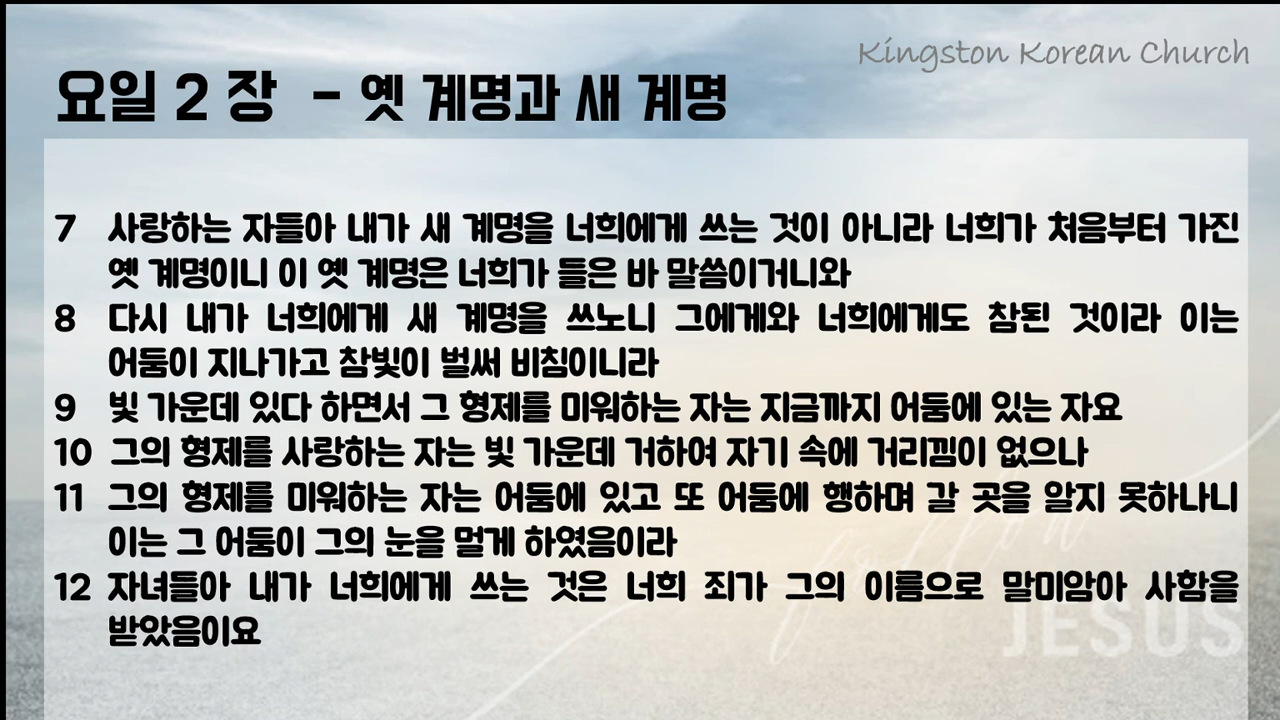 Kingston Korean Church
요일 2 장 - 옛 계명과 새 계명
7 사랑하는 자들아 내가 새 계명을 너희에게 쓰는 것이 아니라 너희가 처음부터 가진
옛 계명이니 이 옛 계명은 너희가 들은 바 말씀이거니와
8 다시 내가 너희에게 새 계명을 쓰노니 그에게와 너희에게도 참된 것이라 이는
어둠이 지나가고 참빛이 벌써 비침이니라
9 빛 가운데 있다 하면서 그 형제를 미워하는 자는 지금까지 어둠에 있는 자요
10 그의 형제를 사랑하는 자는 빛 가운데 거하여 자기 속에 거리낌이 없으나
11 그의 형제를 미워하는 자는 어둠에 있고 또 어둠에 행하며 갈 곳을 알지 못하나니
이는 그 어둠이 그의 눈을 멀게 하였음이라
12 자녀들아 내가 너희에게 쓰는 것은 너희 죄가 그의 이름으로 말미암아 사함을
받았음이요
follow
JESUS